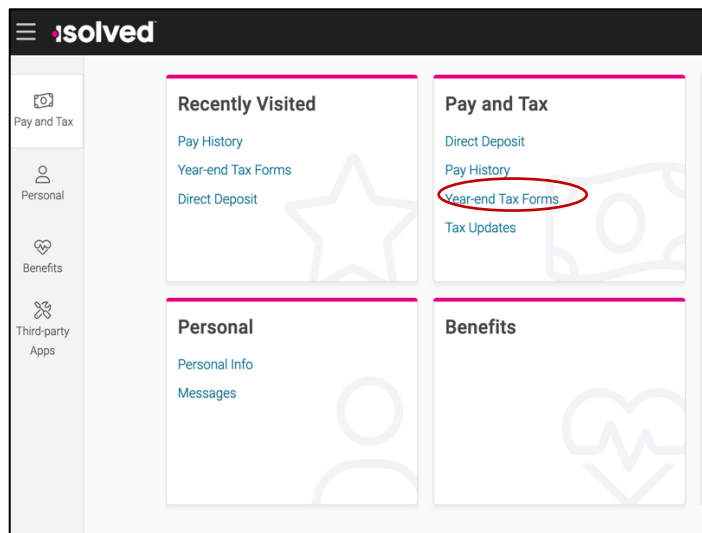 isolved
Pay and Tax
Personal
Benefits
Third-party
Apps
Recently Visited
Pay History
Year-end Tax Forms
Direct Deposit
Pay and Tax
Direct Deposit
Pay History
Year-end Tax Forms
Tax Updates
Personal
Personal Info
Messages
Benefits